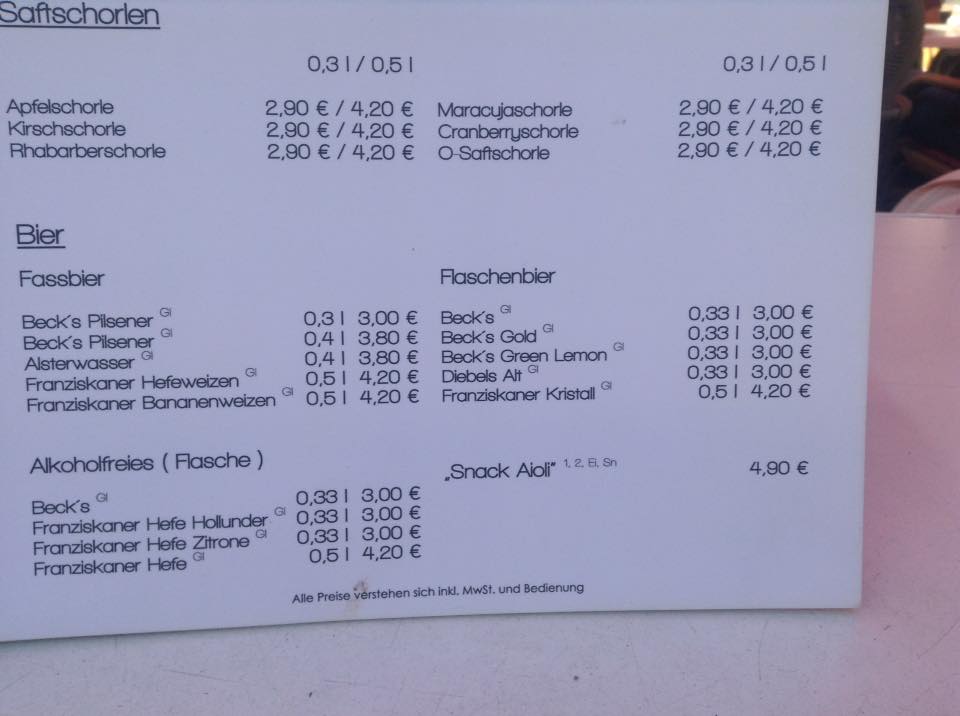 Saftschorlen
0,3 l / 0,5 l
Apfelschorle 2,90 € / 4,20 €
Kirschschorle 2,90 € / 4,20 €
Rhabarberschorle 2,90 € / 4,20 €
0,3 l / 0,5 l
Maracujaschorle 2,90 € / 4,20 €
Cranberryschorle 2,90 € / 4,20 €
O-Saftschorle 2,90 € / 4,20 €
Bier
Fassbier
Beck´s Pilsener Gl 0,3 l 3,00 €
Beck´s Pilsener Gl 0,4 l 3,80 €
Alsterwasser Gl 0,4 l 3,80 €
Franziskaner Hefeweizen Gl 0,5 l 4,20 €
Franziskaner Bananenweizen Gl 0,5 l 4,20 €
Flaschenbier
Beck´s Gl 0,33 l 3,00 €
Beck´s Gold Gl 0,33 l 3,00 €
Beck´s Green Lemon Gl 0,33 l 3,00 €
Diebels Alt Gl 0,33 l 3,00 €
Franziskaner Kristall Gl 0,5 l 4,20 €
Alkoholfreies ( Flasche )
Beck´s Gl 0,33 l 3,00 €
Franziskaner Hefe Hollunder Gl 0,33 l 3,00 €
Franziskaner Hefe Zitrone Gl 0,33 l 3,00 €
Franziskaner Hefe Gl 0,5 l 4,20 €
„Snack Aioli" 1, 2, Ei, Sn 4,90 €
Alle Preise verstehen sich inkl. MwSt. und Bedienung